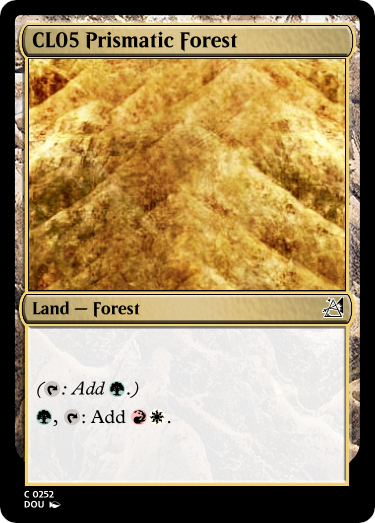 CL05 Prismatic Forest
Land — Forest
(: Add .)
, : Add .
C 0252
DOU